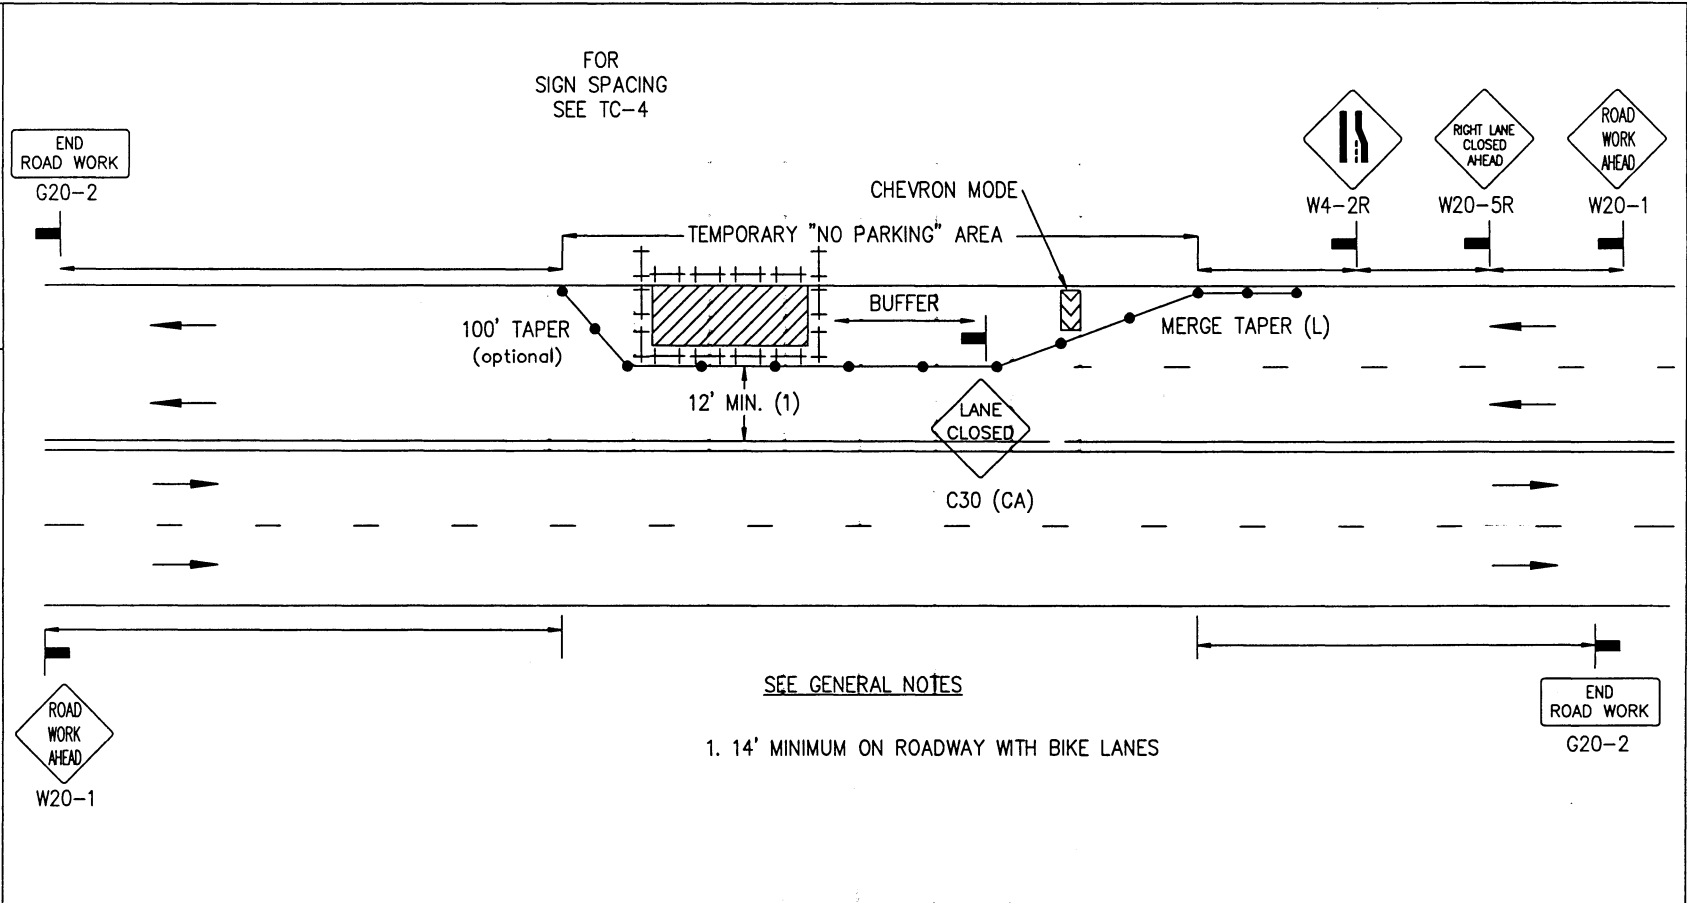 FOR
SIGN SPACING
SEE TC-4
END
ROAD WORK
G20-2
ROAD
WORK
AHEAD
RIGHT LANE
CLOSED
AHEAD
W4-2R
W20-5R
W20-1
CHEVRON MODE
TEMPORARY "NO PARKING" AREA
BUFFER
100' TAPER
(optional)
MERGE TAPER (L)
12' MIN. (1)
LANE
CLOSED
C30 (CA)
SEE GENERAL NOTES
1. 14' MINIMUM ON ROADWAY WITH BIKE LANES
ROAD
WORK
AHEAD
W20-1
END
ROAD WORK
G20-2